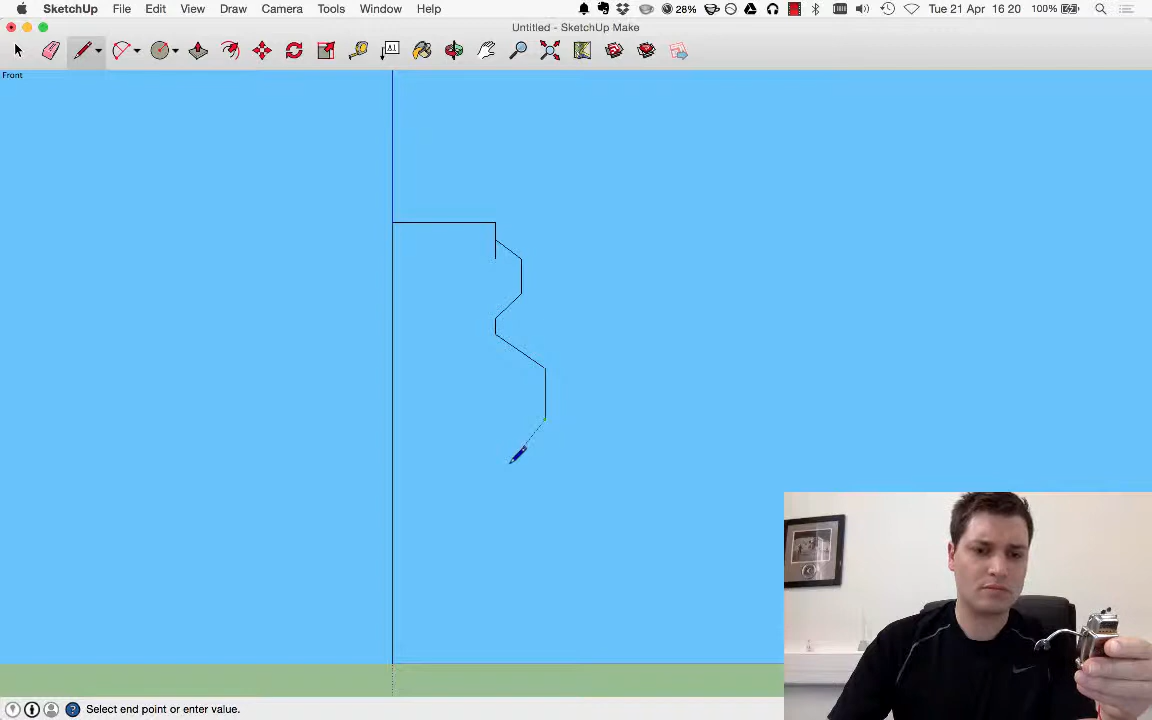 SketchUp File Edit View Draw Camera Tools Window Help 28% Tue 21 Apr 16 20 100%
Untitled - SketchUp Make
A1
Front
Select end point or enter value.